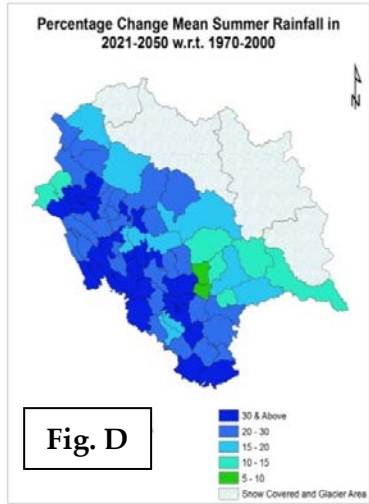 Percentage Change Mean Summer Rainfall in
2021-2050 w.r.t. 1970-2000
N
Fig. D
30 & Above
20 - 30
15 - 20
10 - 15
5 - 10
Snow Covered and Glacier Area